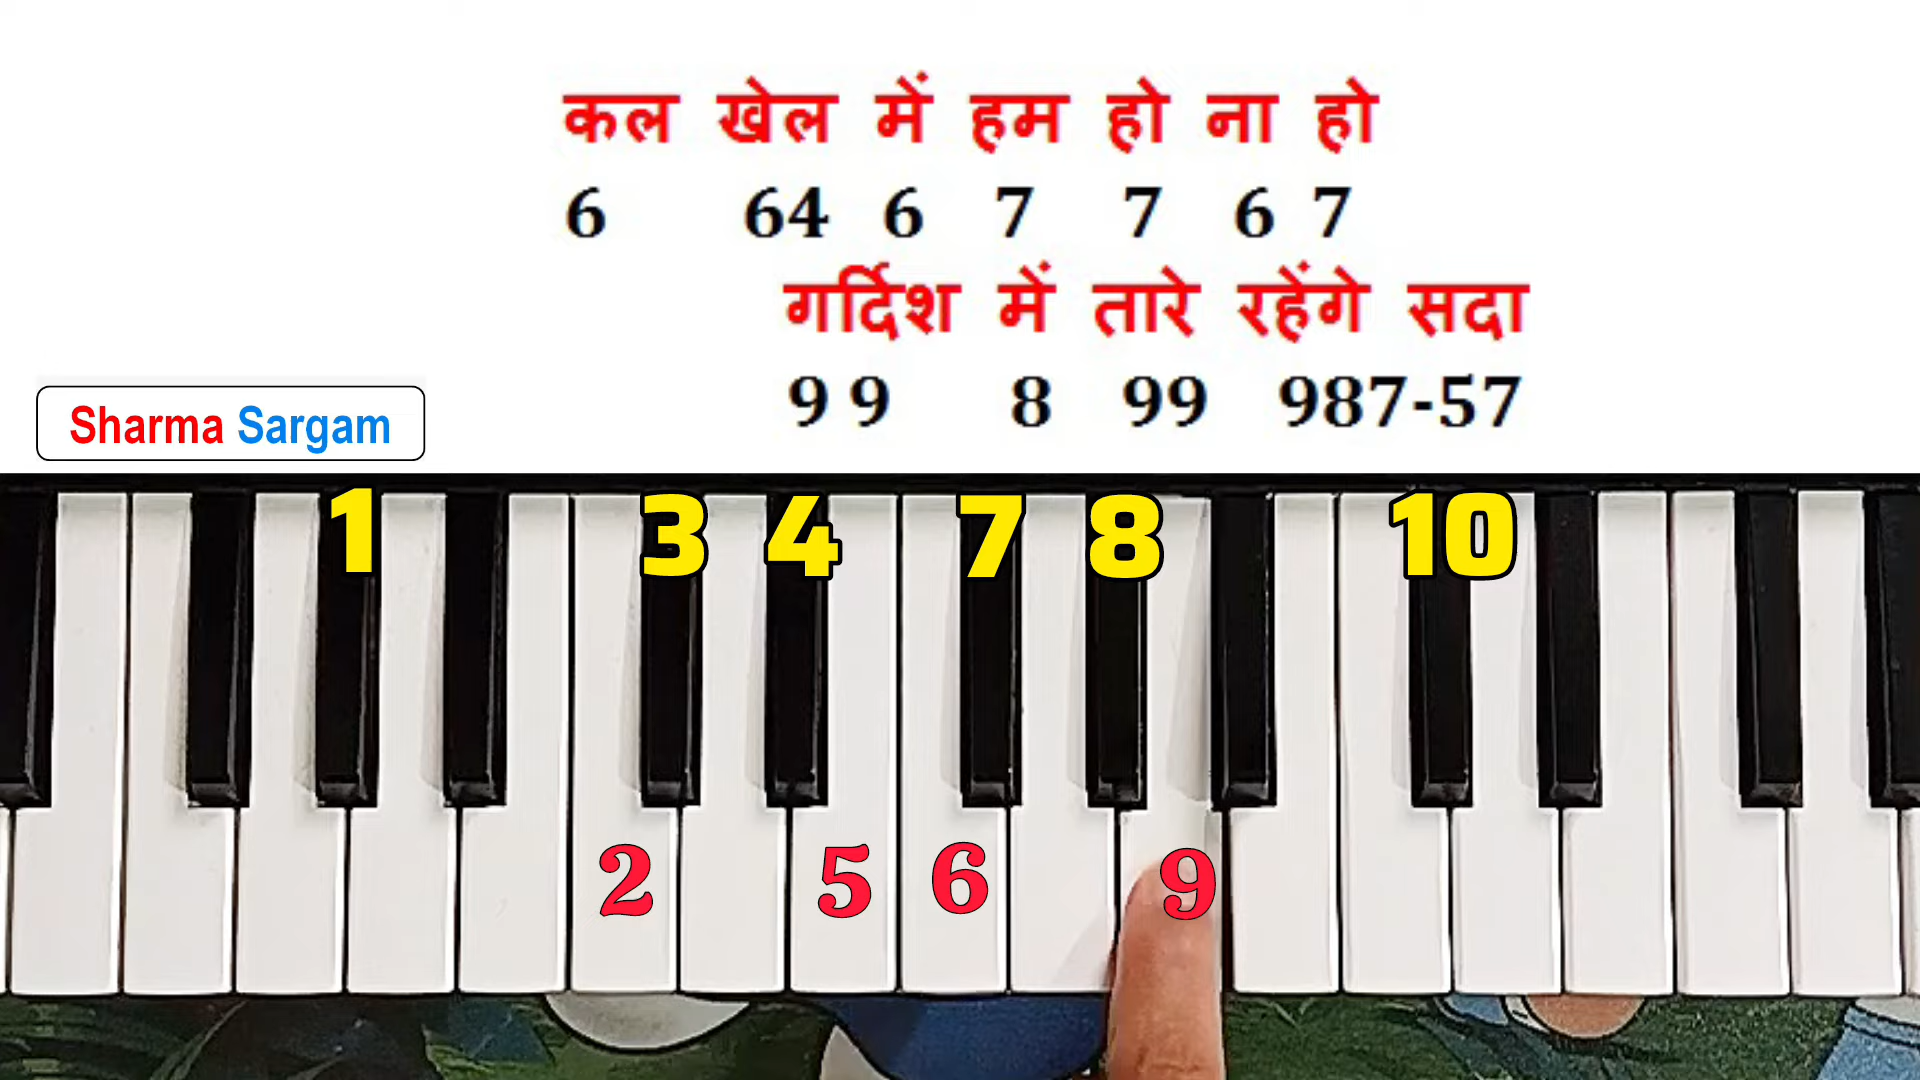 कल खेल में हम हो ना हो
6 64 6 7 7 6 7
गर्दिश में तारे रहेंगे सदा
9 9 8 99 987-57
Sharma Sargam
1 3 4 7 8 10
2 5 6 9